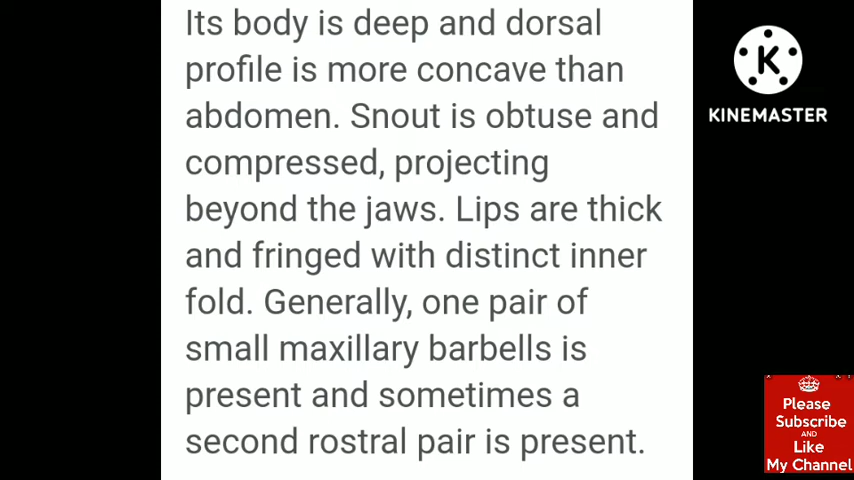 Its body is deep and dorsal
profile is more concave than
abdomen. Snout is obtuse and
compressed, projecting
beyond the jaws. Lips are thick
and fringed with distinct inner
fold. Generally, one pair of
small maxillary barbells is
present and sometimes a
second rostral pair is present.
K
KINEMASTER
Please
Subscribe
AND
Like
My Channel